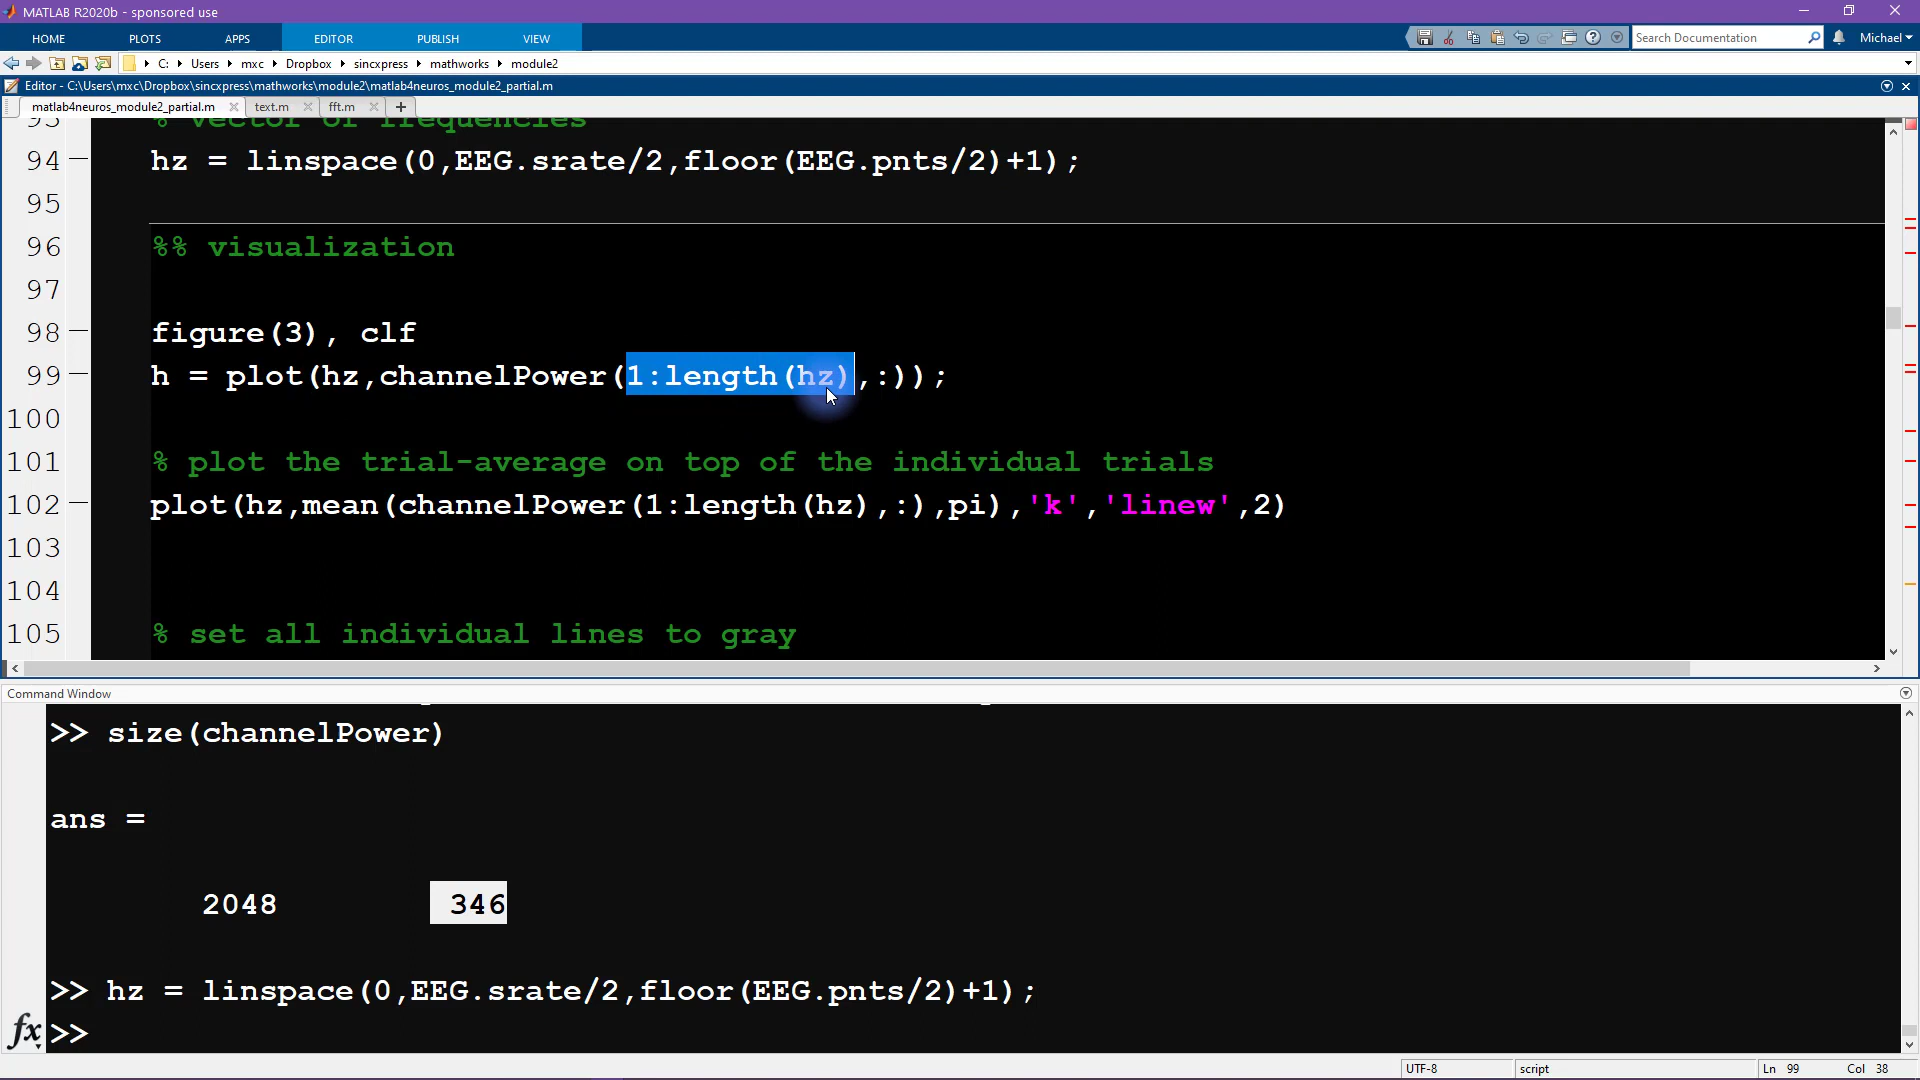 MATLAB R2020b - sponsored use
HOME PLOTS APPS EDITOR PUBLISH VIEW Search Documentation Michael
C: Users mxc Dropbox sincxpress mathworks module2
Editor - C:\Users\mxc\Dropbox\sincxpress\mathworks\module2\matlab4neuros_module2_partial.m
matlab4neuros_module2_partial.m text.m fft.m
93 % vector of frequencies
94 hz = linspace(0,EEG.srate/2,floor(EEG.pnts/2)+1);
95
96 %% visualization
97
98 figure(3), clf
99 h = plot(hz,channelPower(1:length(hz),:));
100
101 % plot the trial-average on top of the individual trials
102 plot(hz,mean(channelPower(1:length(hz),:),pi),'k','linew',2)
103
104
105 % set all individual lines to gray
Command Window
>> size(channelPower)
ans =
2048 346
>> hz = linspace(0,EEG.srate/2,floor(EEG.pnts/2)+1);
fx >>
UTF-8 script Ln 99 Col 38